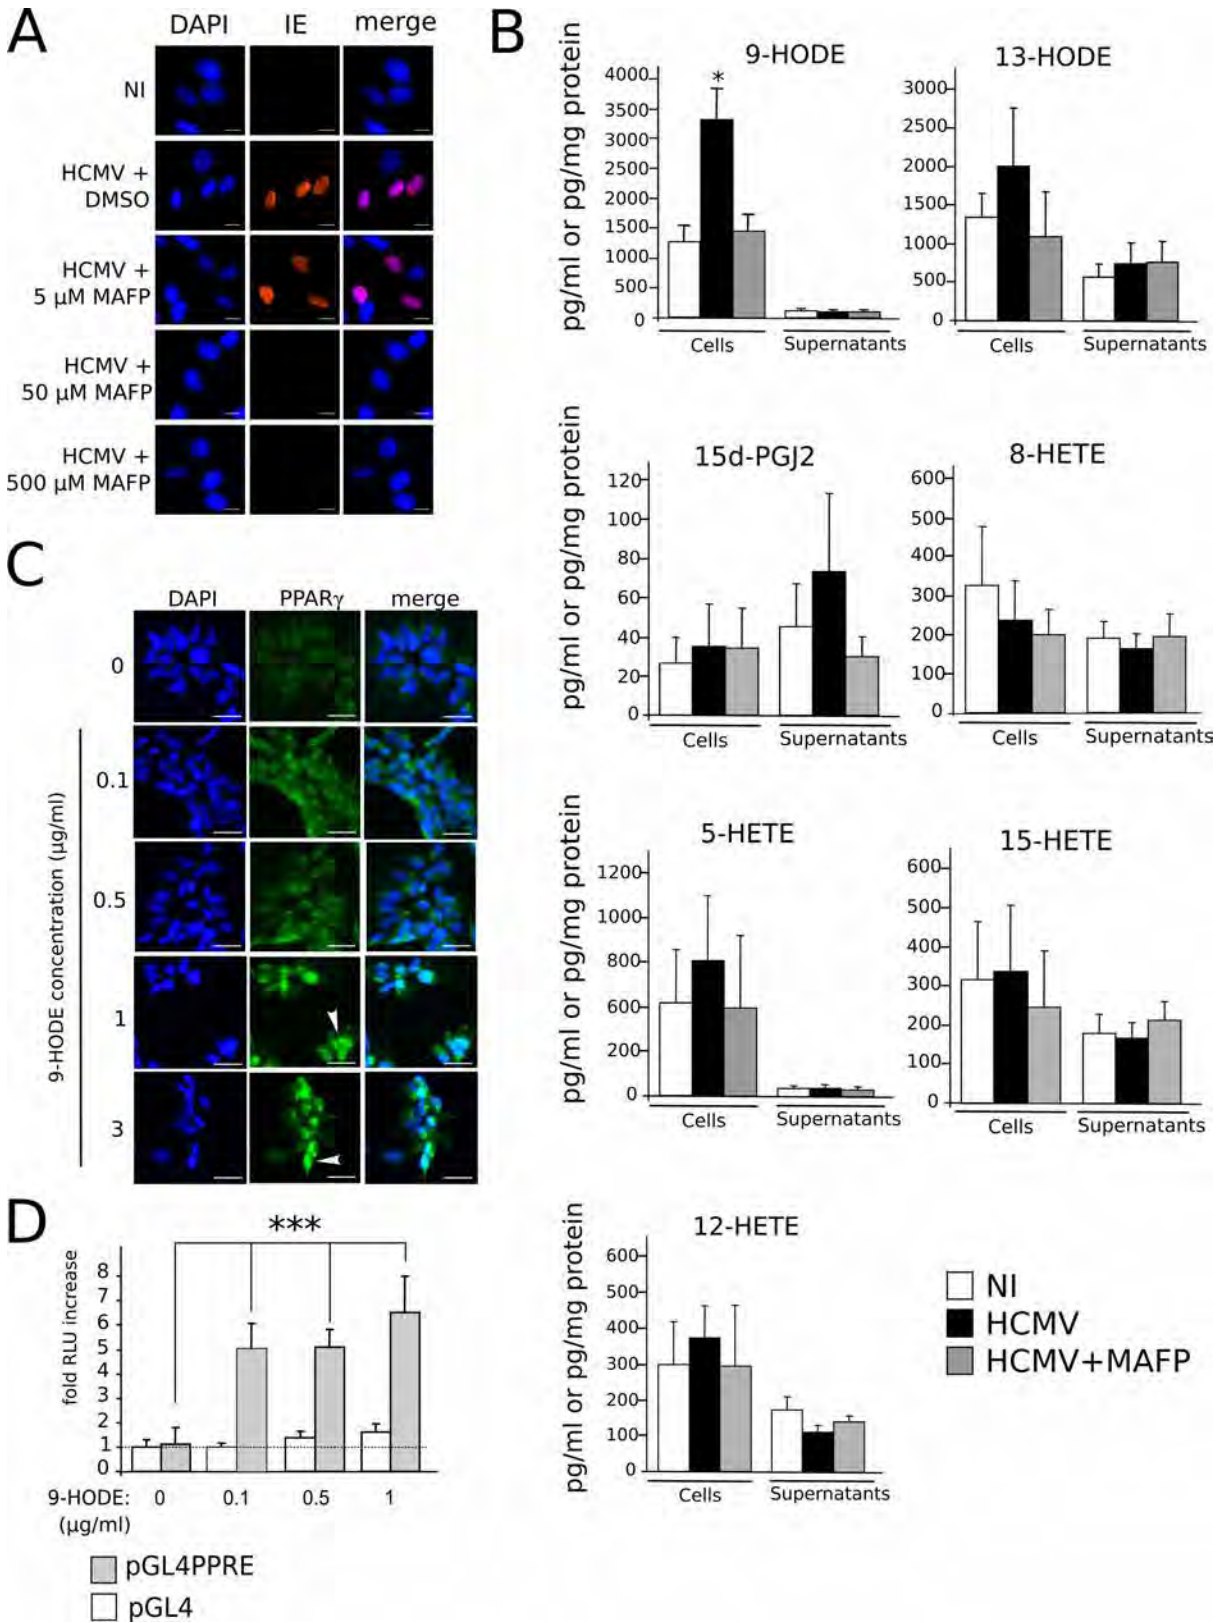 A
DAPI IE merge
NI
HCMV +
DMSO
HCMV +
5 µM MAFP
HCMV +
50 µM MAFP
HCMV +
500 µM MAFP
B
pg/ml or pg/mg protein
9-HODE
4000
3500
3000
2500
2000
1500
1000
500
0
*
Cells Supernatants
13-HODE
3000
2500
2000
1500
1000
500
0
Cells Supernatants
pg/ml or pg/mg protein
15d-PGJ2
120
100
80
60
40
20
0
Cells Supernatants
8-HETE
600
500
400
300
200
100
0
Cells Supernatants
pg/ml or pg/mg protein
5-HETE
1200
1000
800
600
400
200
0
Cells Supernatants
15-HETE
600
500
400
300
200
100
0
Cells Supernatants
pg/ml or pg/mg protein
12-HETE
600
500
400
300
200
100
0
Cells Supernatants
NI
HCMV
HCMV+MAFP
C
DAPI PPARγ merge
9-HODE concentration (µg/ml)
0
0.1
0.5
1
3
D
***
fold RLU increase
8
7
6
5
4
3
2
1
0
9-HODE: 0 0.1 0.5 1
(µg/ml)
pGL4PPRE
pGL4